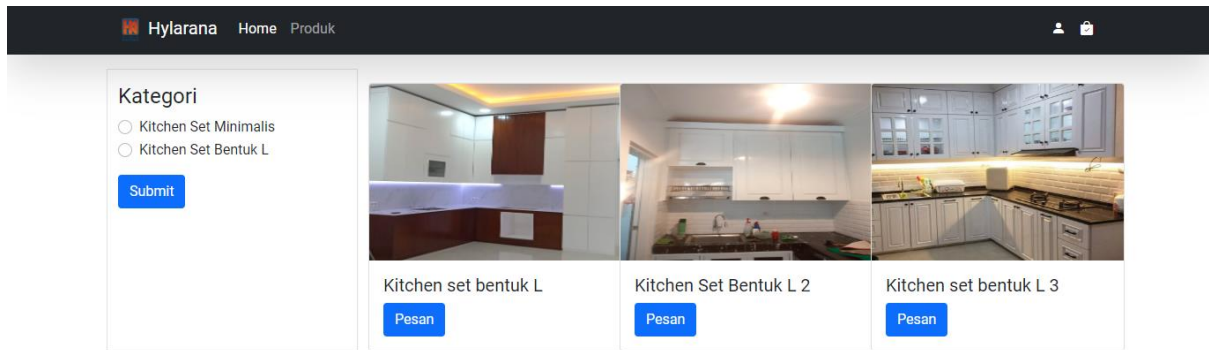 Hylarana Home Produk
Kategori
Kitchen Set Minimalis
Kitchen Set Bentuk L
Submit
Kitchen set bentuk L
Pesan
Kitchen Set Bentuk L 2
Pesan
Kitchen set bentuk L 3
Pesan